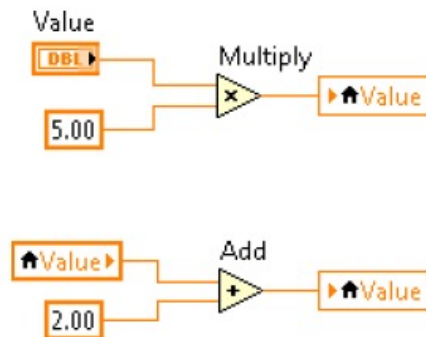 Value
DBL
Multiply
×
Value
5.00
Add
Value
+
Value
2.00